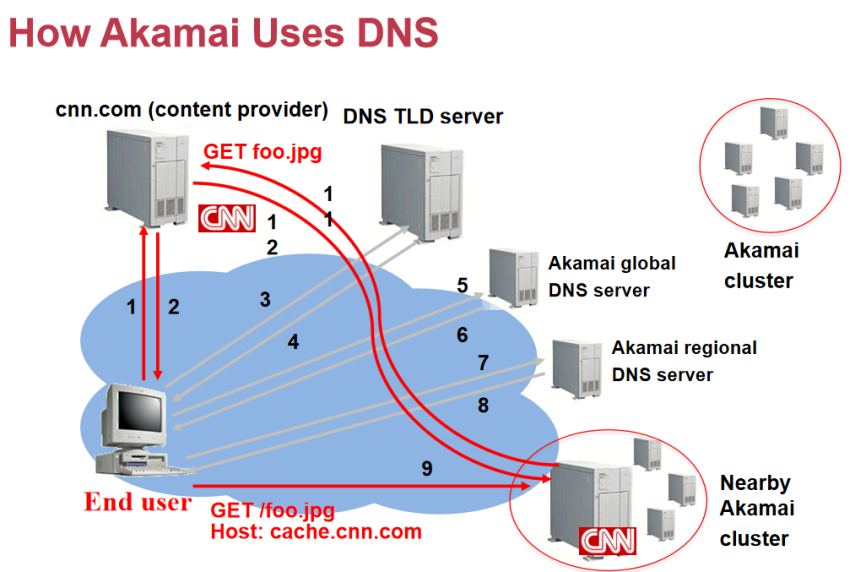 How Akamai Uses DNS
cnn.com (content provider)
DNS TLD server
GET foo.jpg
CNN
1
1
1
2
Akamai
cluster
Akamai global
DNS server
1
2
3
4
5
6
Akamai regional
DNS server
7
8
9
End user
GET /foo.jpg
Host: cache.cnn.com
CNN
Nearby
Akamai
cluster